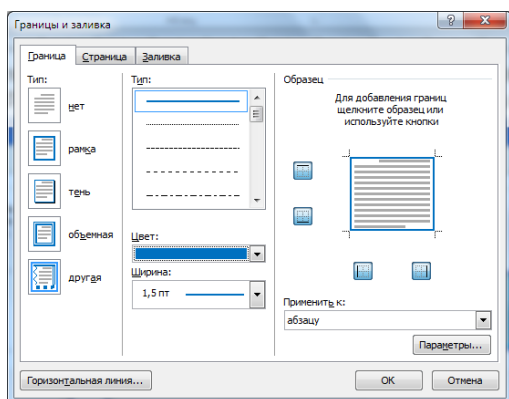 Границы и заливка
Граница
Страница
Заливка
Тип:
нет
рамка
тень
объемная
другая
Тип:
Цвет:
Ширина:
1,5 пт
Образец
Для добавления границ
щелкните образец или
используйте кнопки
Применить к:
абзацу
Параметры...
Горизонтальная линия...
ОК
Отмена